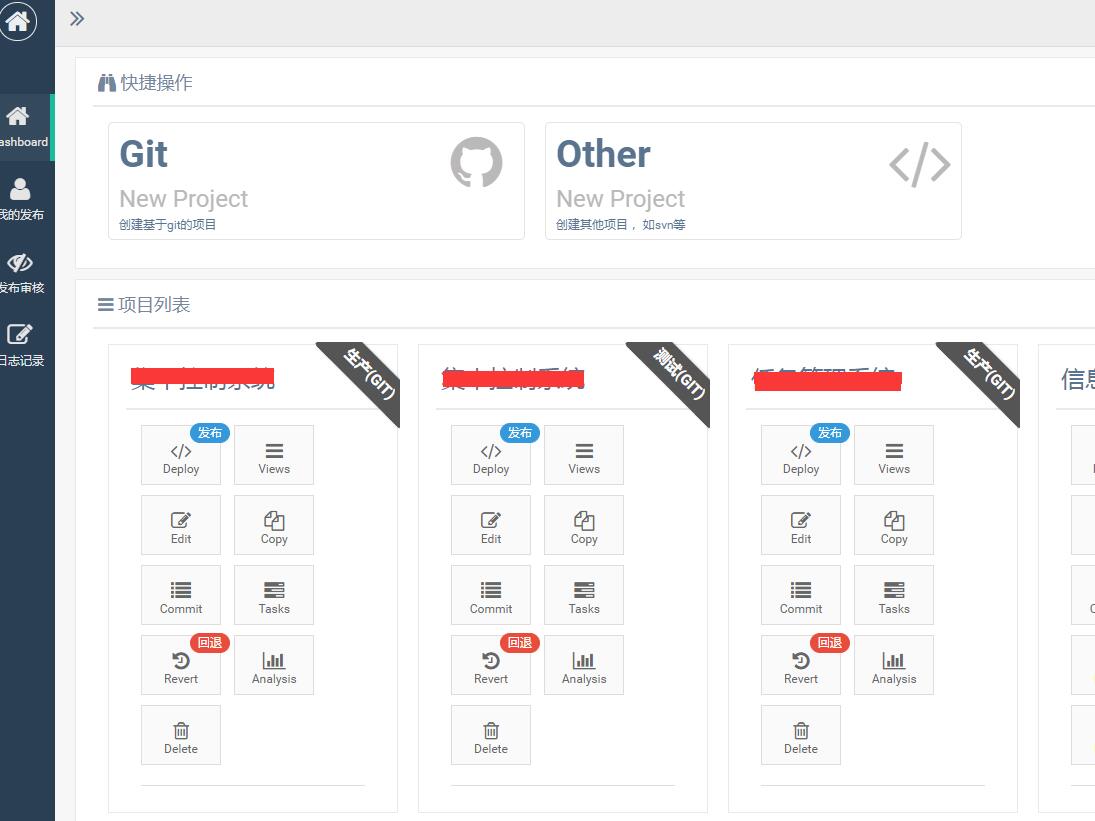 快捷操作
Git
New Project
创建基于git的项目
Other
New Project
创建其他项目，如svn等
ashboard
我的发布
发布审核
日志记录
项目列表
生产(GIT)
发布
Deploy
Views
Edit
Copy
Commit
Tasks
回退
Revert
Analysis
Delete
测试(GIT)
发布
Deploy
Views
Edit
Copy
Commit
Tasks
回退
Revert
Analysis
Delete
生产(GIT)
发布
Deploy
Views
Edit
Copy
Commit
Tasks
回退
Revert
Analysis
Delete
信息